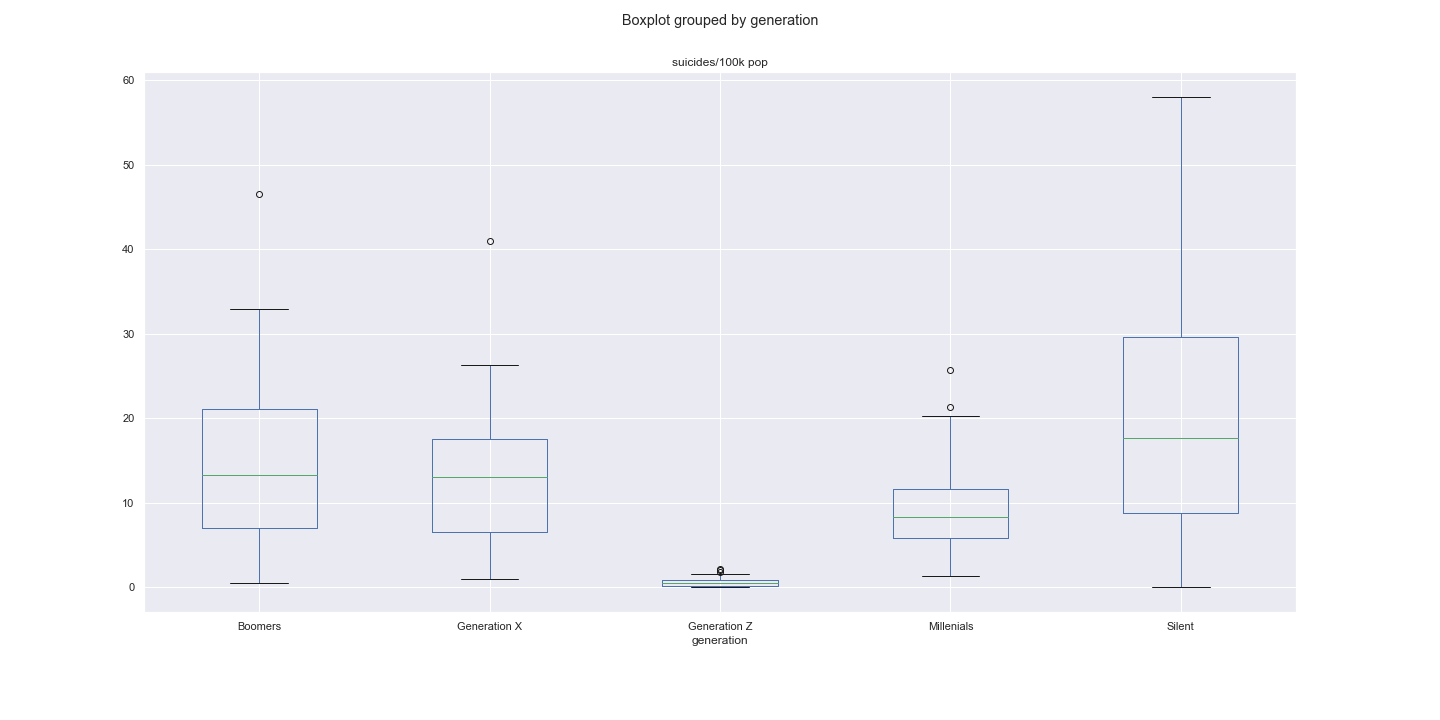 Boxplot grouped by generation
suicides/100k pop
60
50
40
30
20
10
0
Boomers
Generation X
Generation Z
Millenials
Silent
generation